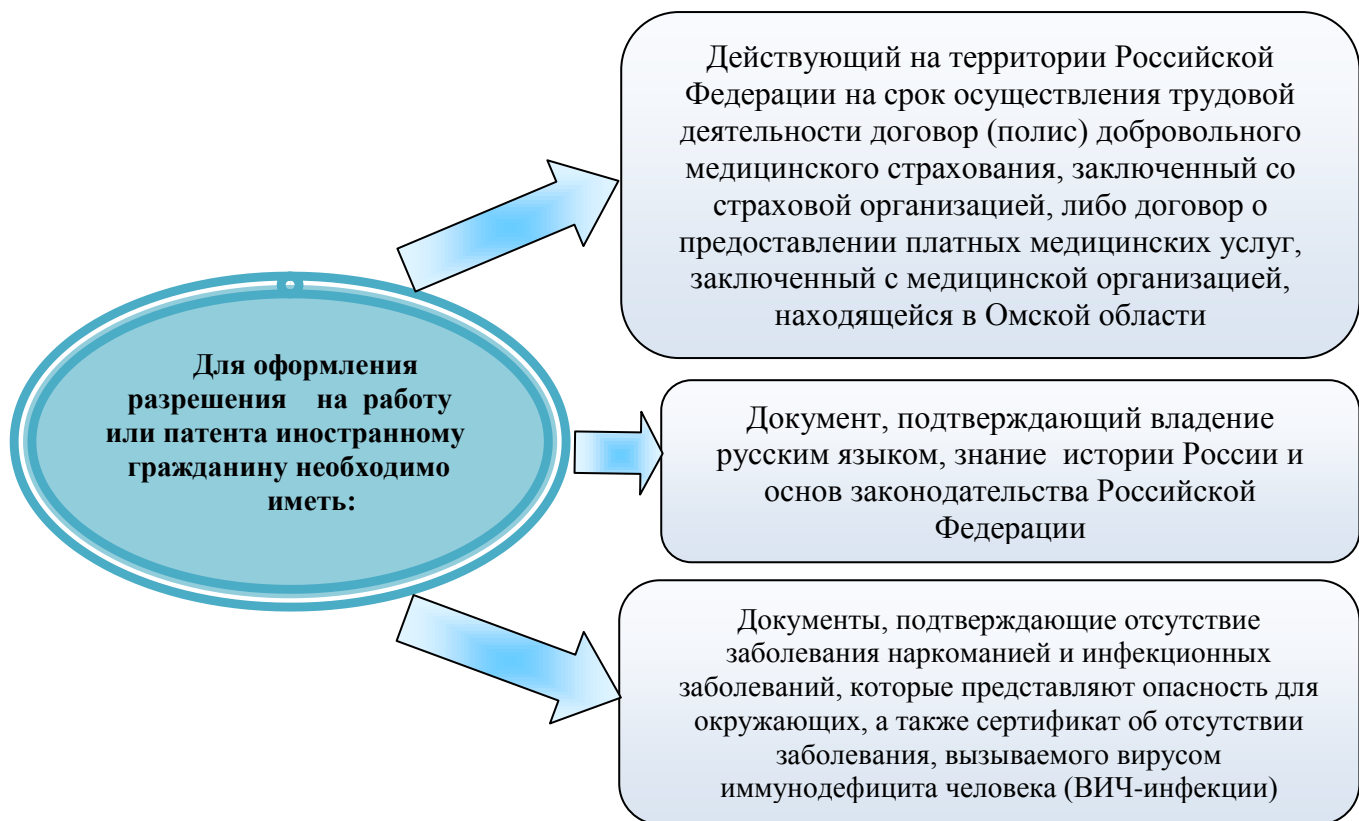 Для оформления
разрешения на работу
или патента иностранному
гражданину необходимо
иметь:
Действующий на территории Российской
Федерации на срок осуществления трудовой
деятельности договор (полис) добровольного
медицинского страхования, заключенный со
страховой организацией, либо договор о
предоставлении платных медицинских услуг,
заключенный с медицинской организацией,
находящейся в Омской области
Документ, подтверждающий владение
русским языком, знание истории России и
основ законодательства Российской
Федерации
Документы, подтверждающие отсутствие
заболевания наркоманией и инфекционных
заболеваний, которые представляют опасность для
окружающих, а также сертификат об отсутствии
заболевания, вызываемого вирусом
иммунодефицита человека (ВИЧ-инфекции)